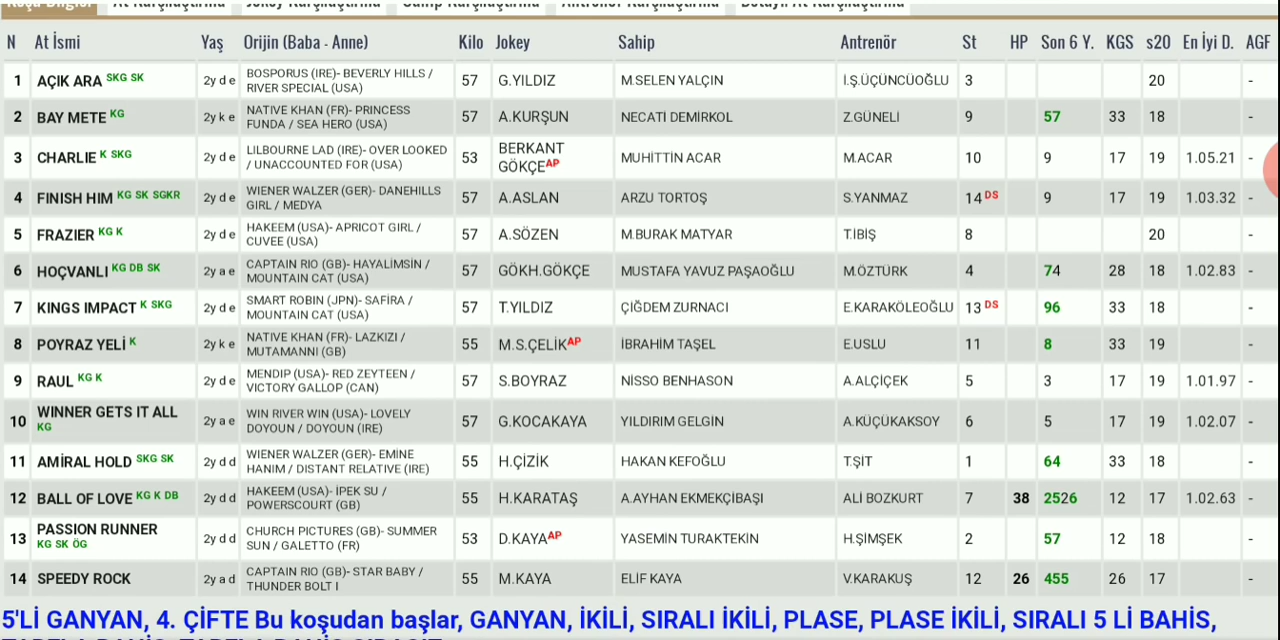 Koşu Bilgileri At Karşılaştırma Jokey Karşılaştırma Sahip Karşılaştırma Antrenör Karşılaştırma Detaylı At Karşılaştırma
N At İsmi Yaş Orijin (Baba - Anne) Kilo Jokey Sahip Antrenör St HP Son 6 Y. KGS s20 En İyi D. AGF
1 AÇIK ARA SKG SK 2y d e BOSPORUS (IRE)- BEVERLY HILLS / 57 G.YILDIZ M.SELEN YALÇIN I.Ş.ÜÇÜNCÜOĞLU 3 20 -
RIVER SPECIAL (USA)
2 BAY METE KG 2y k e NATIVE KHAN (FR)- PRINCESS 57 A.KURŞUN NECATİ DEMİRKOL Z.GÜNELİ 9 57 33 18 -
FUNDA / SEA HERO (USA)
3 CHARLIE K SKG 2y d e LILBOURNE LAD (IRE)- OVER LOOKED 53 BERKANT MUHİTTİN ACAR M.ACAR 10 9 17 19 1.05.21 -
/ UNACCOUNTED FOR (USA) GÖKÇE AP
4 FINISH HIM KG SK SGKR 2y d e WIENER WALZER (GER)- DANEHILLS 57 A.ASLAN ARZU TORTOŞ S.YANMAZ 14 DS 9 17 19 1.03.32 -
GIRL / MEDYA
5 FRAZIER KG K 2y d e HAKEEM (USA)- APRICOT GIRL / 57 A.SÖZEN M.BURAK MATYAR T.İBİŞ 8 20 -
CUVEE (USA)
6 HOÇVANLI KG DB SK 2y a e CAPTAIN RIO (GB)- HAYALİMSİN / 57 GÖKH.GÖKÇE MUSTAFA YAVUZ PAŞAOĞLU M.ÖZTÜRK 4 74 28 18 1.02.83 -
MOUNTAIN CAT (USA)
7 KINGS IMPACT K SKG 2y d e SMART ROBIN (JPN)- SAFİRA / 57 T.YILDIZ ÇİĞDEM ZURNACI E.KARAKÖLEOĞLU 13 DS 96 33 18 -
MOUNTAIN CAT (USA)
8 POYRAZ YELİ K 2y k e NATIVE KHAN (FR)- LAZKIZI / 55 M.S.ÇELİK AP İBRAHİM TAŞEL E.USLU 11 8 33 19 -
MUTAMANNI (GB)
9 RAUL KG K 2y d e MENDIP (USA)- RED ZEYTEEN / 57 S.BOYRAZ NİSSO BENHASON A.ALÇİÇEK 5 3 17 19 1.01.97 -
VICTORY GALLOP (CAN)
10 WINNER GETS IT ALL 2y a e WIN RIVER WIN (USA)- LOVELY 57 G.KOCAKAYA YILDIRIM GELGİN A.KÜÇÜKAKSOY 6 5 17 19 1.02.07 -
KG DOYOUN / DOYOUN (IRE)
11 AMİRAL HOLD SKG SK 2y d d WIENER WALZER (GER)- EMİNE 55 H.ÇİZİK HAKAN KEFOĞLU T.ŞİT 1 64 33 18 -
HANIM / DISTANT RELATIVE (IRE)
12 BALL OF LOVE KG K DB 2y d d HAKEEM (USA)- İPEK SU / 55 H.KARATAŞ A.AYHAN EKMEKÇİBAŞI ALİ BOZKURT 7 38 2526 12 17 1.02.63 -
POWERSCOURT (GB)
13 PASSION RUNNER 2y d d CHURCH PICTURES (GB)- SUMMER 53 D.KAYA AP YASEMİN TURAKTEKİN H.ŞİMŞEK 2 57 12 18 -
KG SK ÖG SUN / GALETTO (FR)
14 SPEEDY ROCK 2y a d CAPTAIN RIO (GB)- STAR BABY / 55 M.KAYA ELİF KAYA V.KARAKUŞ 12 26 455 26 17 -
THUNDER BOLT I
5'Lİ GANYAN, 4. ÇİFTE Bu koşudan başlar, GANYAN, İKİLİ, SIRALI İKİLİ, PLASE, PLASE İKİLİ, SIRALI 5 Lİ BAHİS,